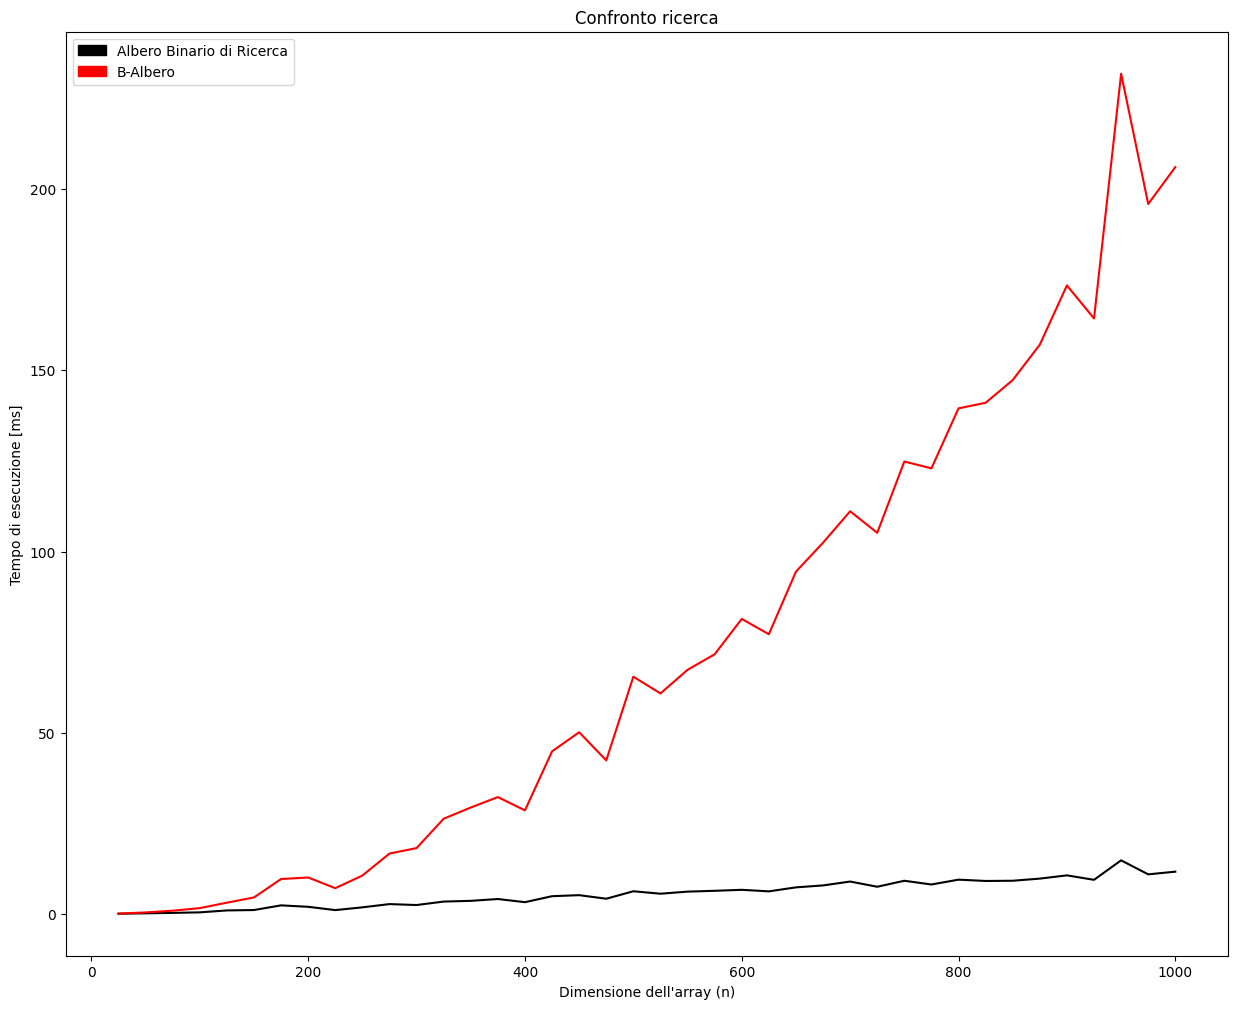 Confronto ricerca
Albero Binario di Ricerca
B-Albero
Tempo di esecuzione [ms]
200
150
100
50
0
0 200 400 600 800 1000
Dimensione dell'array (n)